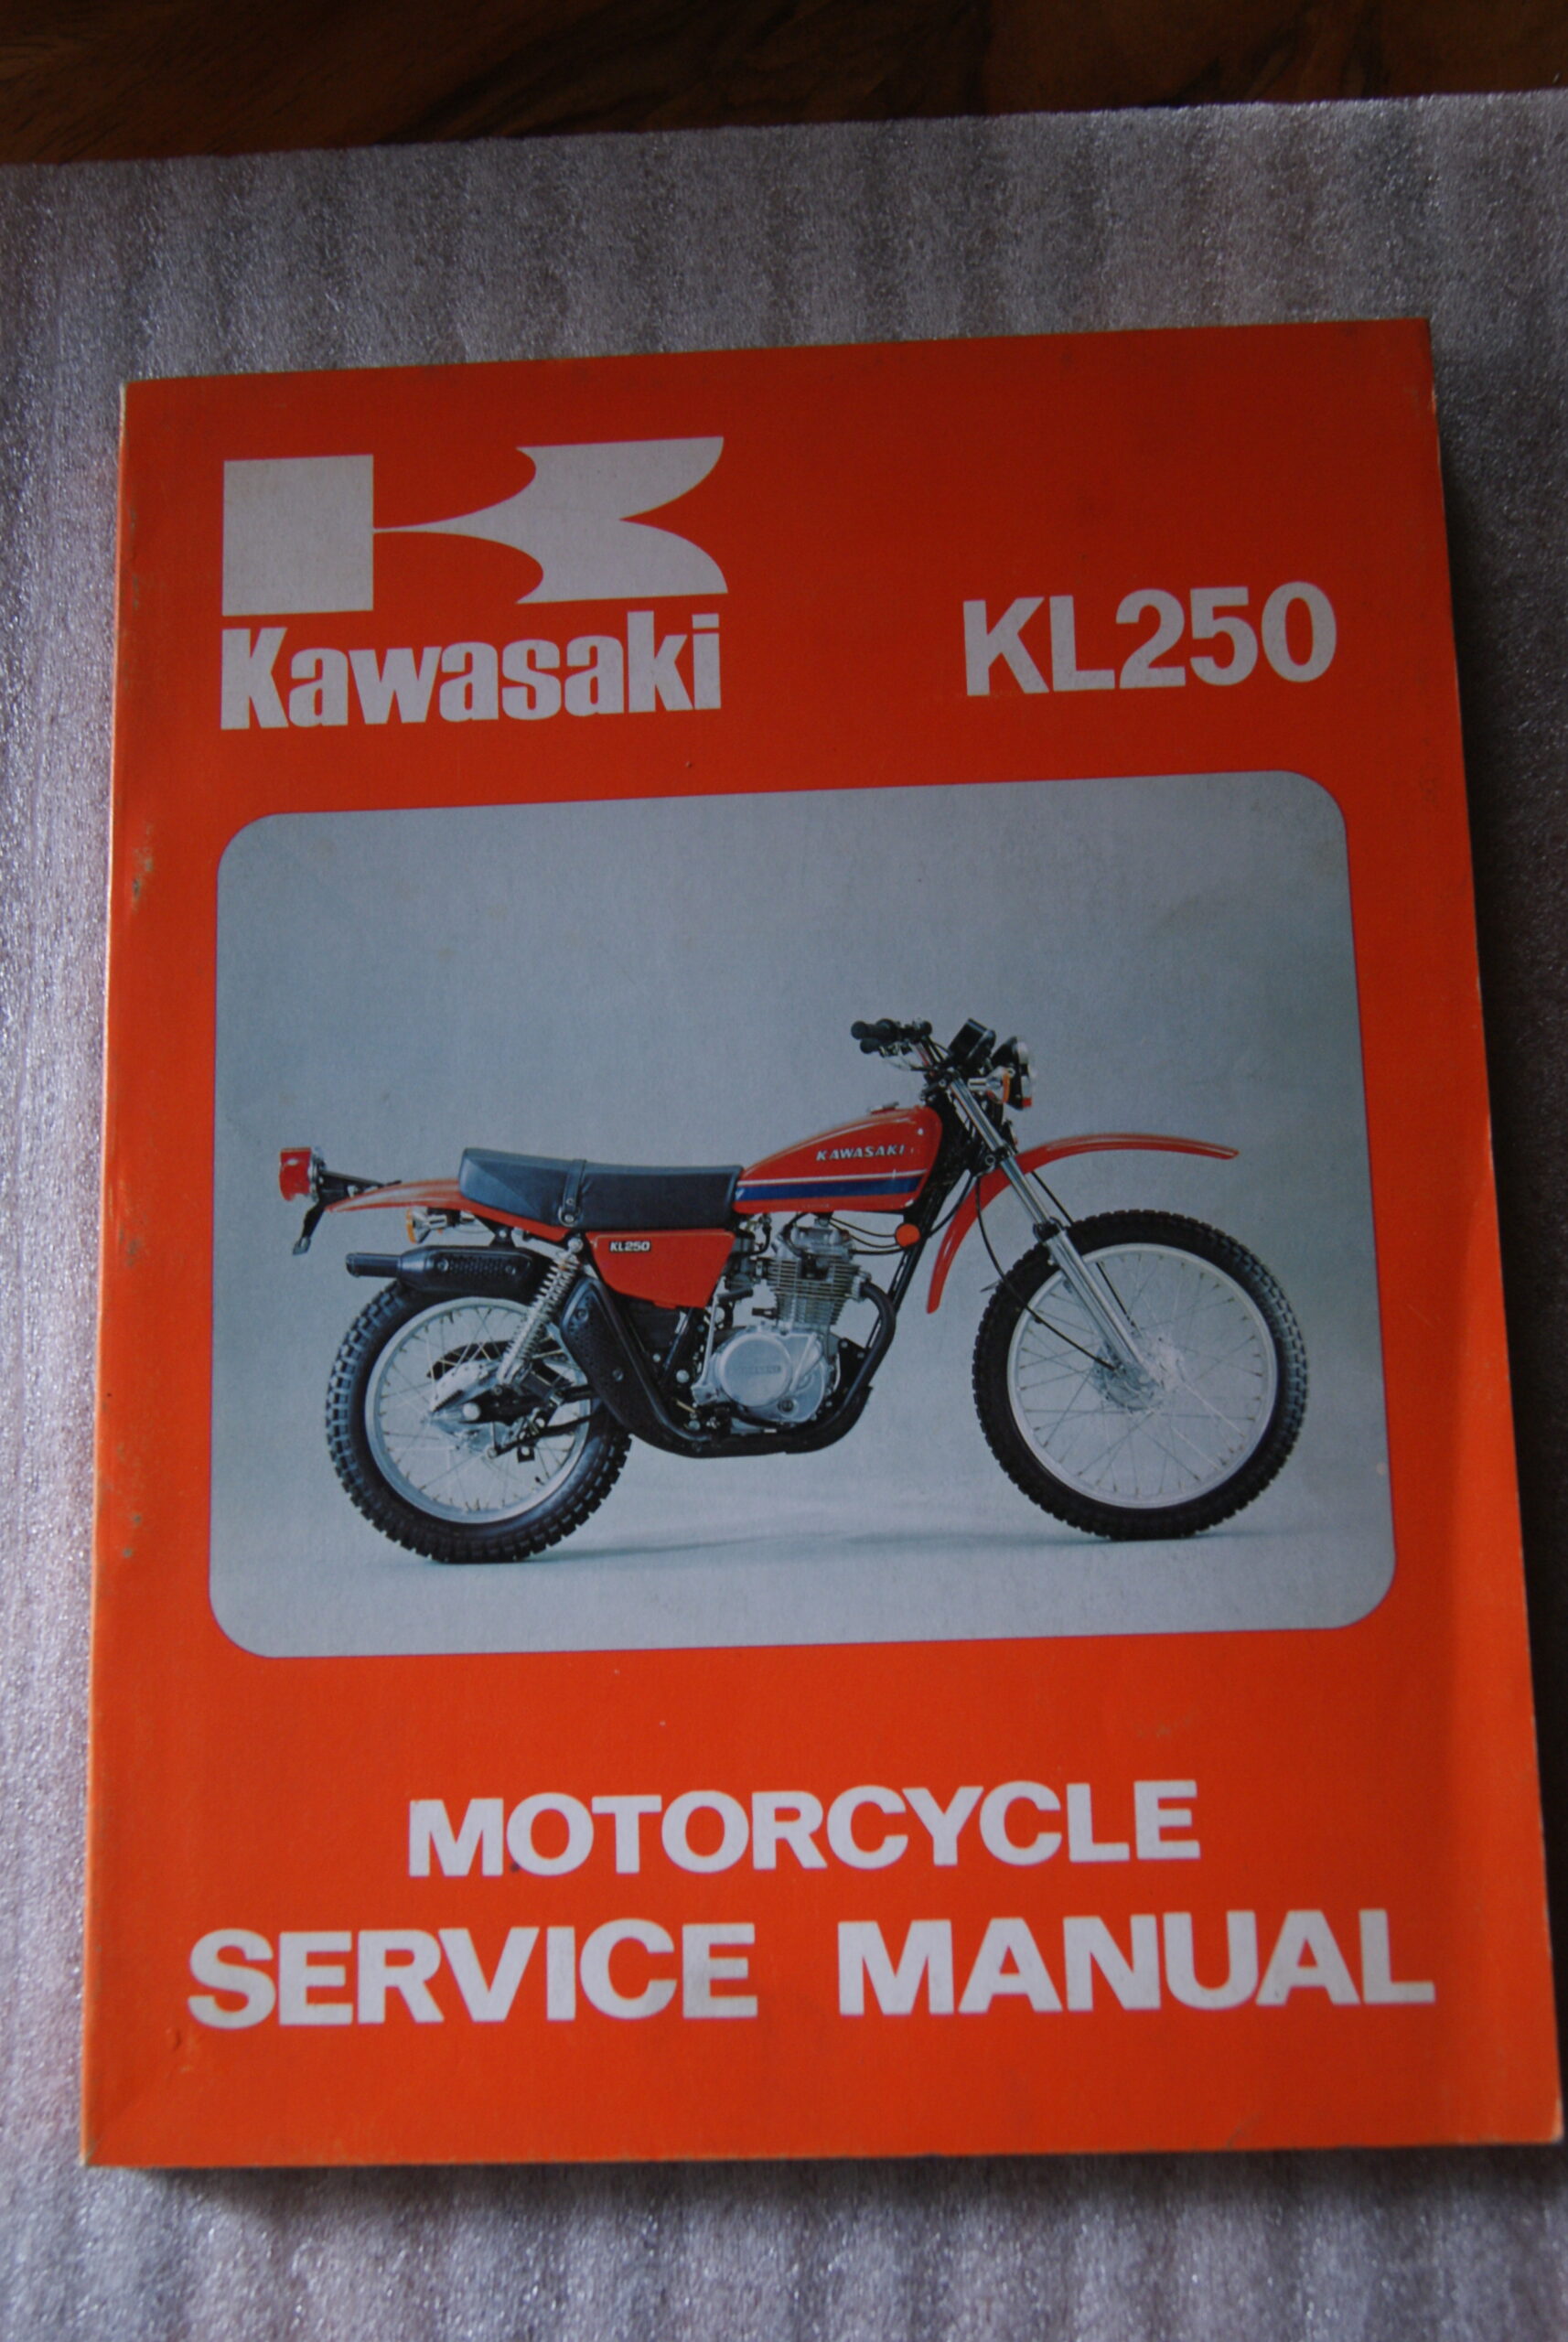 Kawasaki
KL250
KAWASAKI
KL250
MOTORCYCLE
SERVICE MANUAL